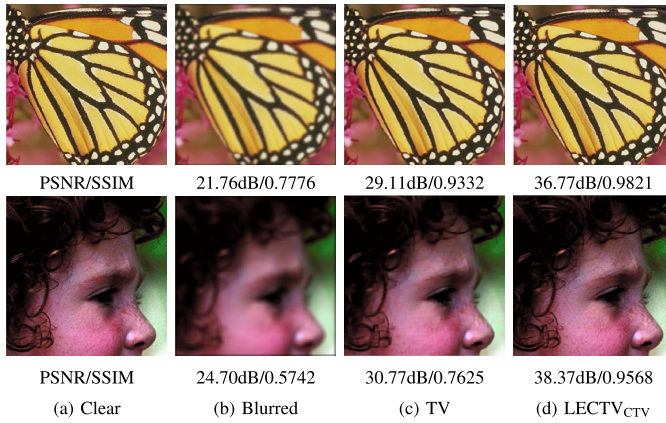 PSNR/SSIM 21.76dB/0.7776 29.11dB/0.9332 36.77dB/0.9821
PSNR/SSIM 24.70dB/0.5742 30.77dB/0.7625 38.37dB/0.9568
(a) Clear (b) Blurred (c) TV (d) LECTV_CTV